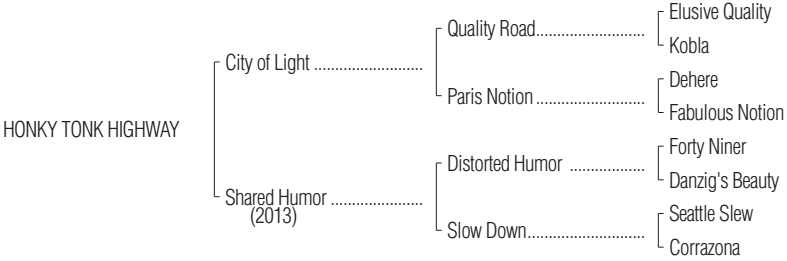 Elusive Quality
Quality Road..............................
Kobla
City of Light ..............................
Dehere
Paris Notion ..............................
Fabulous Notion
HONKY TONK HIGHWAY
Forty Niner
Distorted Humor ....................
Danzig's Beauty
Shared Humor .........................
(2013)
Seattle Slew
Slow Down................................
Corrazona